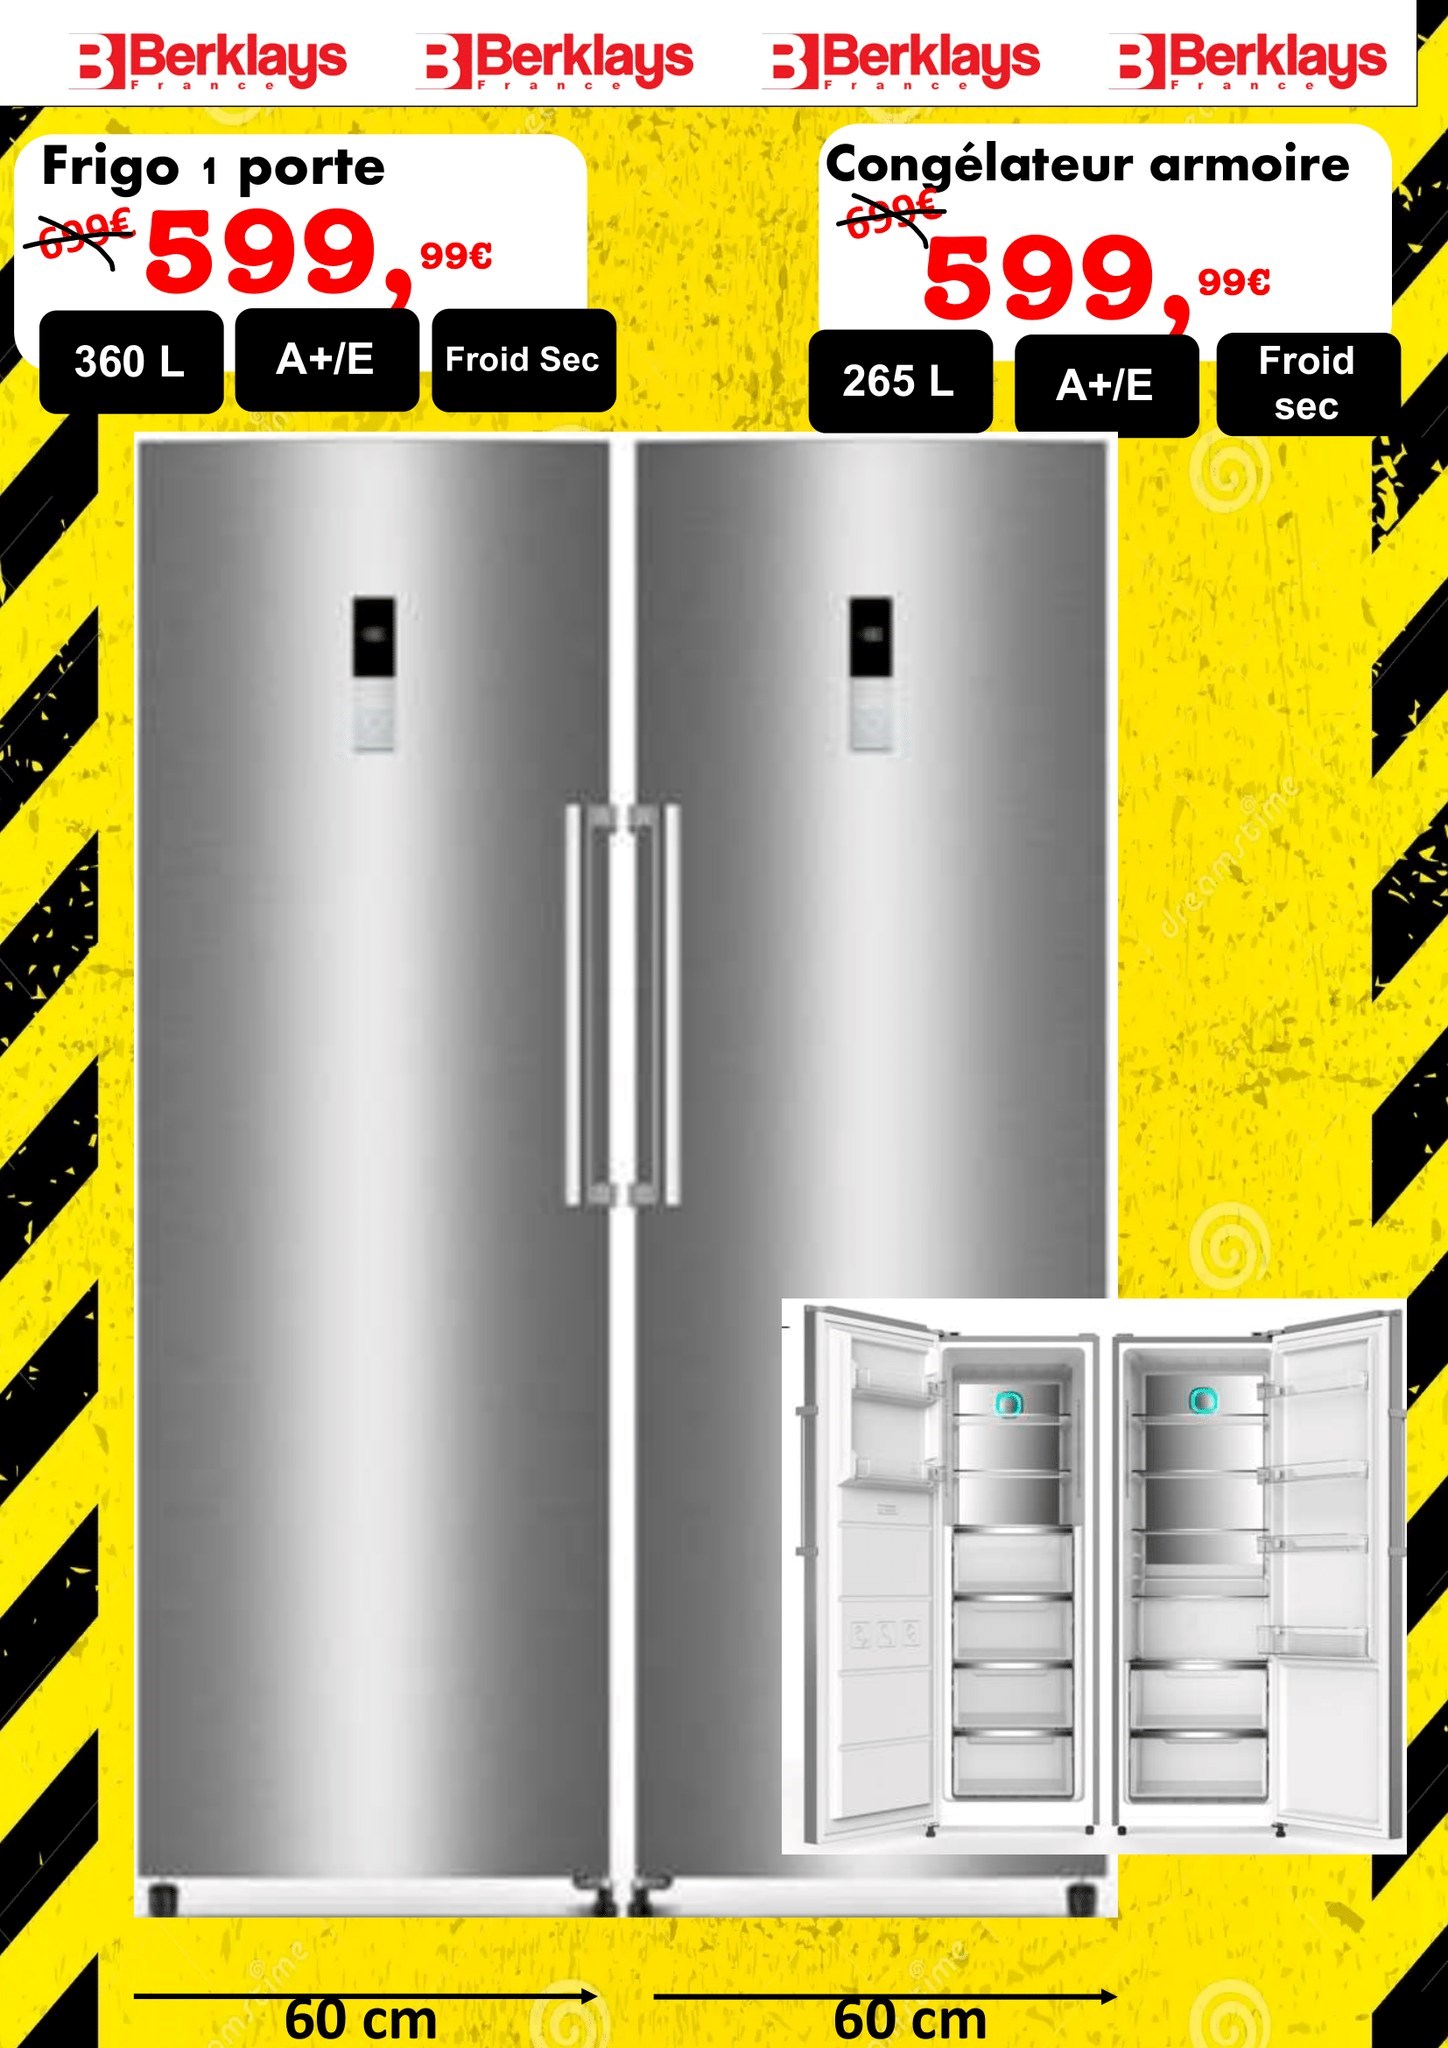 Berklays Berklays Berklays Berklays
France France France France
Frigo 1 porte
699€ 599,99€
360 L A+/E Froid Sec
Congélateur armoire
699€
599,99€
265 L A+/E Froid
sec
dreamstime
60 cm 60 cm